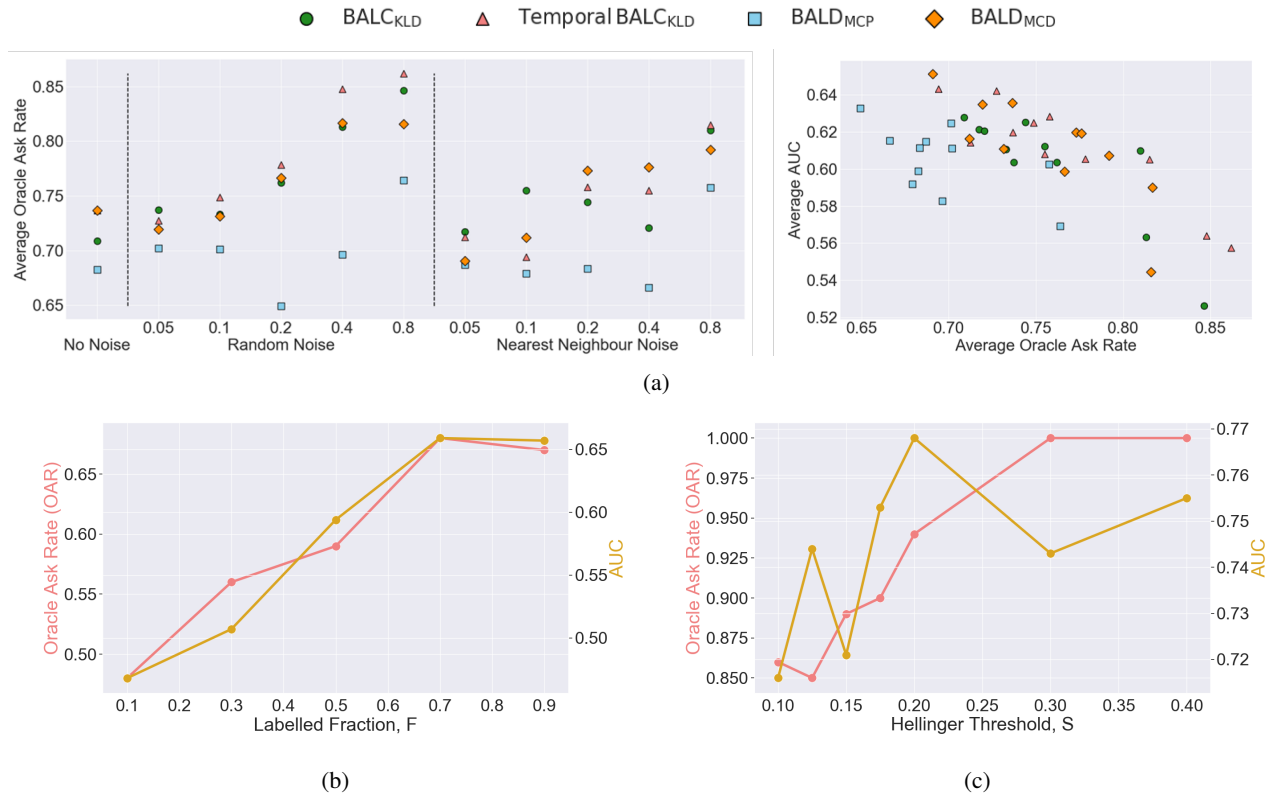 BALC_KLD Temporal BALC_KLD BALD_MCP BALD_MCD
Average Oracle Ask Rate
0.85
0.80
0.75
0.70
0.65
0.05 0.1 0.2 0.4 0.8 0.05 0.1 0.2 0.4 0.8
No Noise Random Noise Nearest Neighbour Noise
Average AUC
0.64
0.62
0.60
0.58
0.56
0.54
0.52
0.65 0.70 0.75 0.80 0.85
Average Oracle Ask Rate
(a)
Oracle Ask Rate (OAR)
0.65
0.60
0.55
0.50
0.1 0.2 0.3 0.4 0.5 0.6 0.7 0.8 0.9
Labelled Fraction, F
0.65
0.60
0.55
0.50
AUC
Oracle Ask Rate (OAR)
1.000
0.975
0.950
0.925
0.900
0.875
0.850
0.10 0.15 0.20 0.25 0.30 0.35 0.40
Hellinger Threshold, S
0.77
0.76
0.75
0.74
0.73
0.72
AUC
(b) (c)